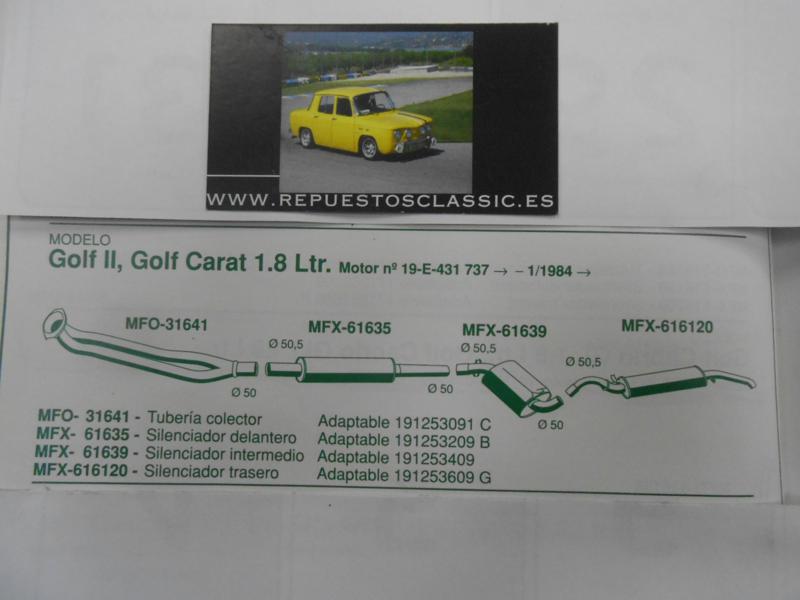 WWW.REPUESTOSCLASSIC.ES
MODELO
Golf II, Golf Carat 1.8 Ltr. Motor nº 19-E-431 737 → – 1/1984 →
MFO-31641
MFX-61635
MFX-61639
MFX-616120
Ø 50,5
Ø 50,5
Ø 50,5
Ø 50
Ø 50
Ø 50
MFO- 31641 - Tubería colector Adaptable 191253091 C
MFX- 61635 - Silenciador delantero Adaptable 191253209 B
MFX- 61639 - Silenciador intermedio Adaptable 191253409
MFX-616120 - Silenciador trasero Adaptable 191253609 G